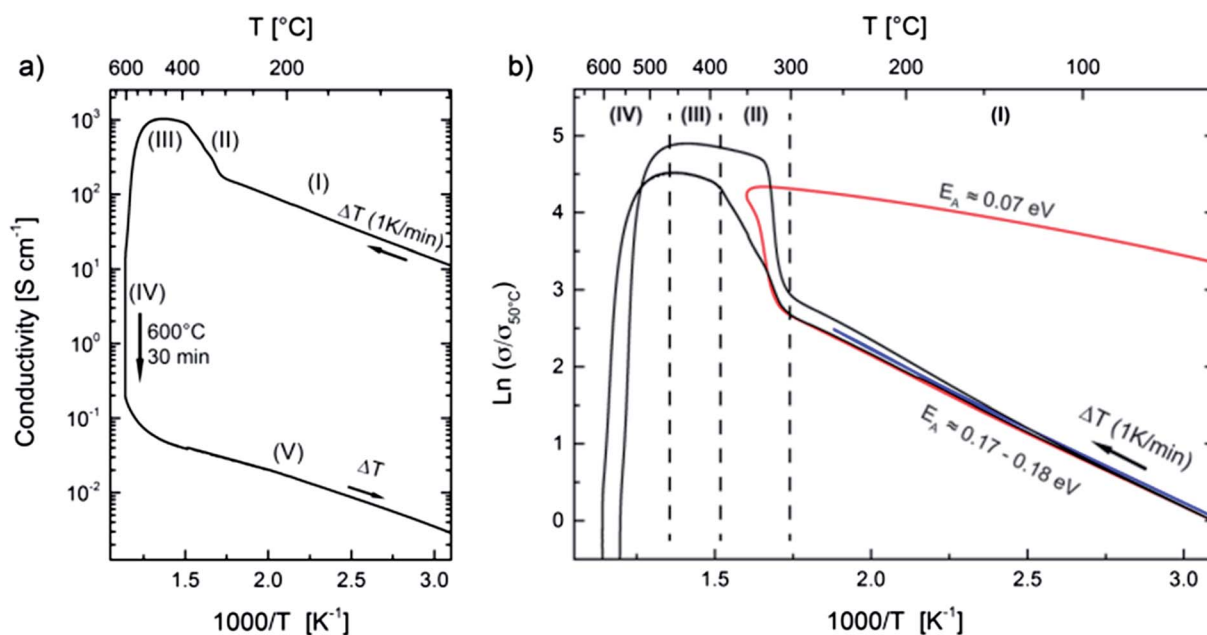 a)
T [°C]
600 400 200
10³
10²
10¹
10⁰
10⁻¹
10⁻²
Conductivity [S cm⁻¹]
(III)
(II)
(I)
ΔT (1K/min)
(IV)
600°C
30 min
(V)
ΔT
1.5 2.0 2.5 3.0
1000/T [K⁻¹]
b)
T [°C]
600 500 400 300 200 100
(IV) (III) (II) (I)
5
4
3
2
1
0
Ln (σ/σ50°C)
E_A ≈ 0.07 eV
ΔT (1K/min)
E_A ≈ 0.17 - 0.18 eV
1.5 2.0 2.5 3.0
1000/T [K⁻¹]